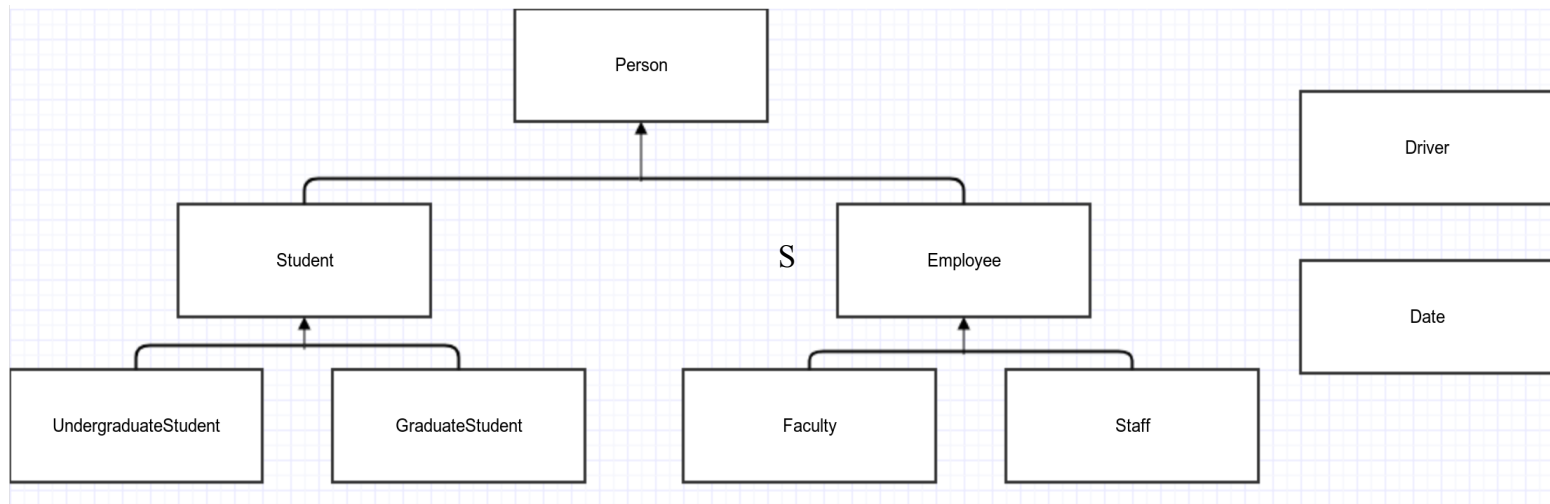 Person
Driver
Student
S
Employee
Date
UndergraduateStudent
GraduateStudent
Faculty
Staff